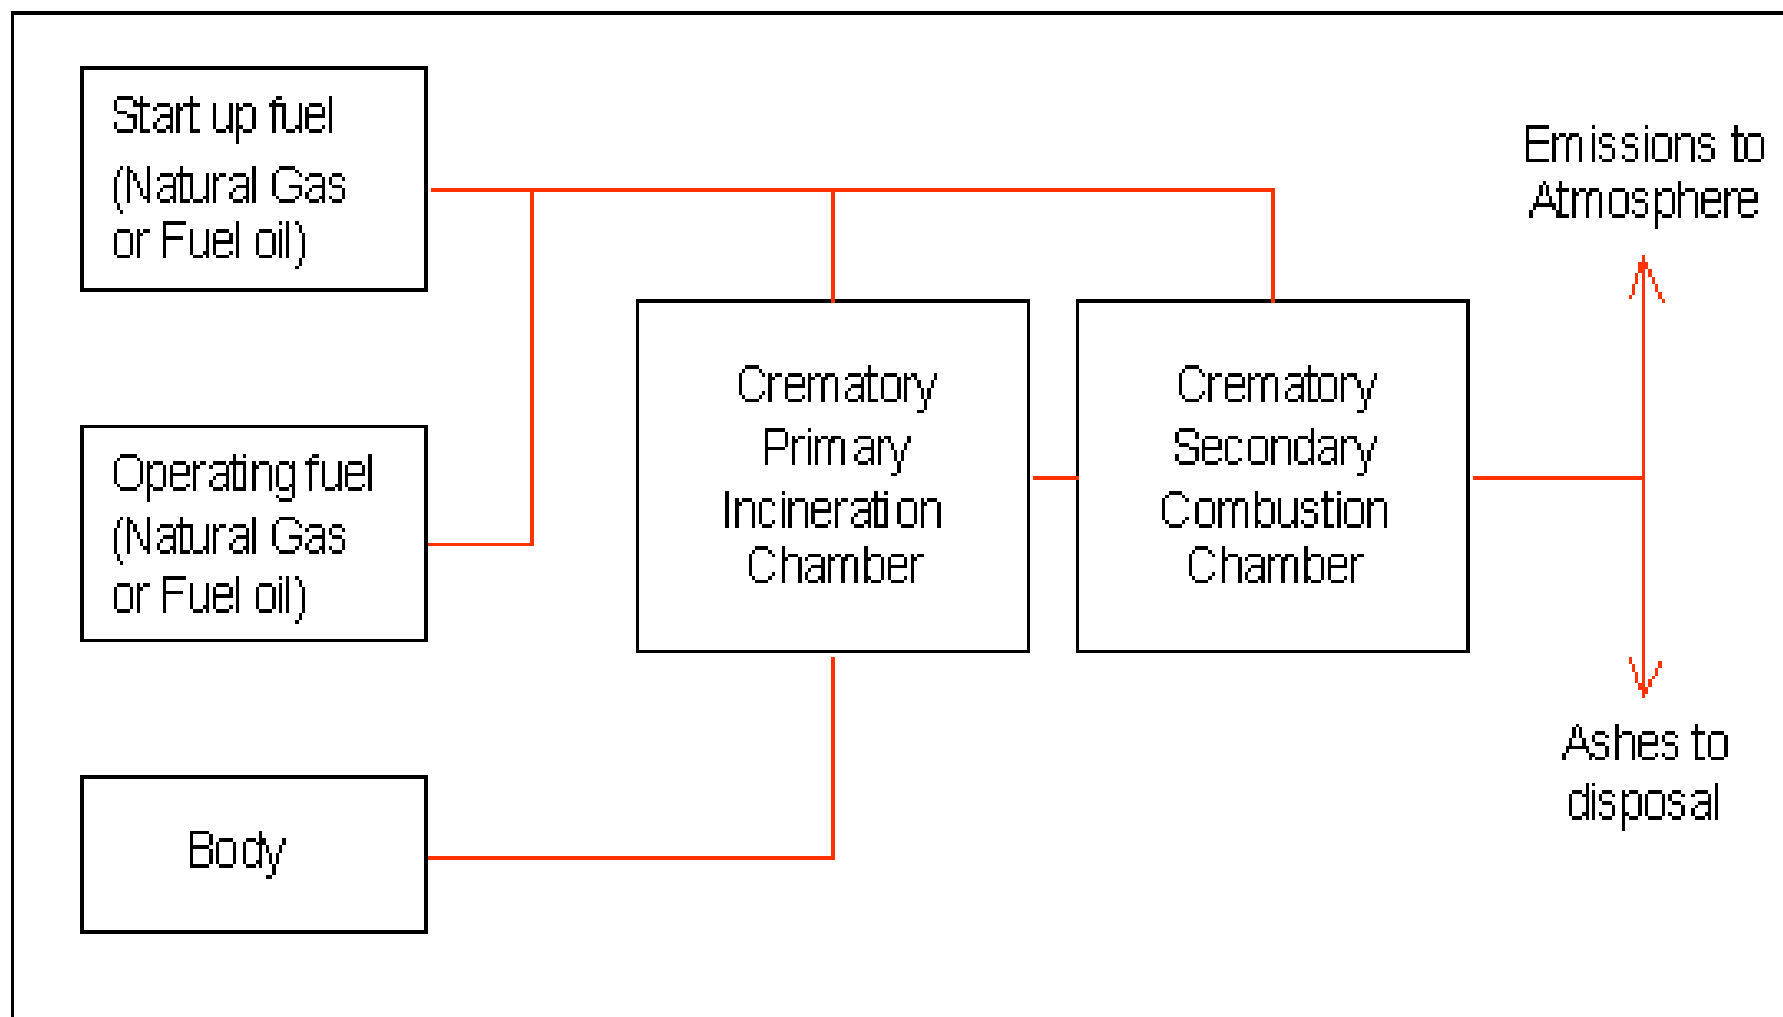 Start up fuel
(Natural Gas
or Fuel oil)
Operating fuel
(Natural Gas
or Fuel oil)
Body
Crematory
Primary
Incineration
Chamber
Crematory
Secondary
Combustion
Chamber
Emissions to
Atmosphere
Ashes to
disposal